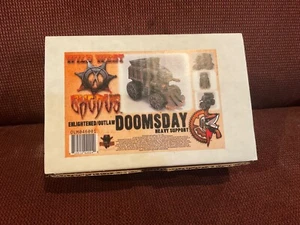 WILD WEST
EXODUS
ENLIGHTENED/OUTLAW DOOMSDAY
HEAVY SUPPORT